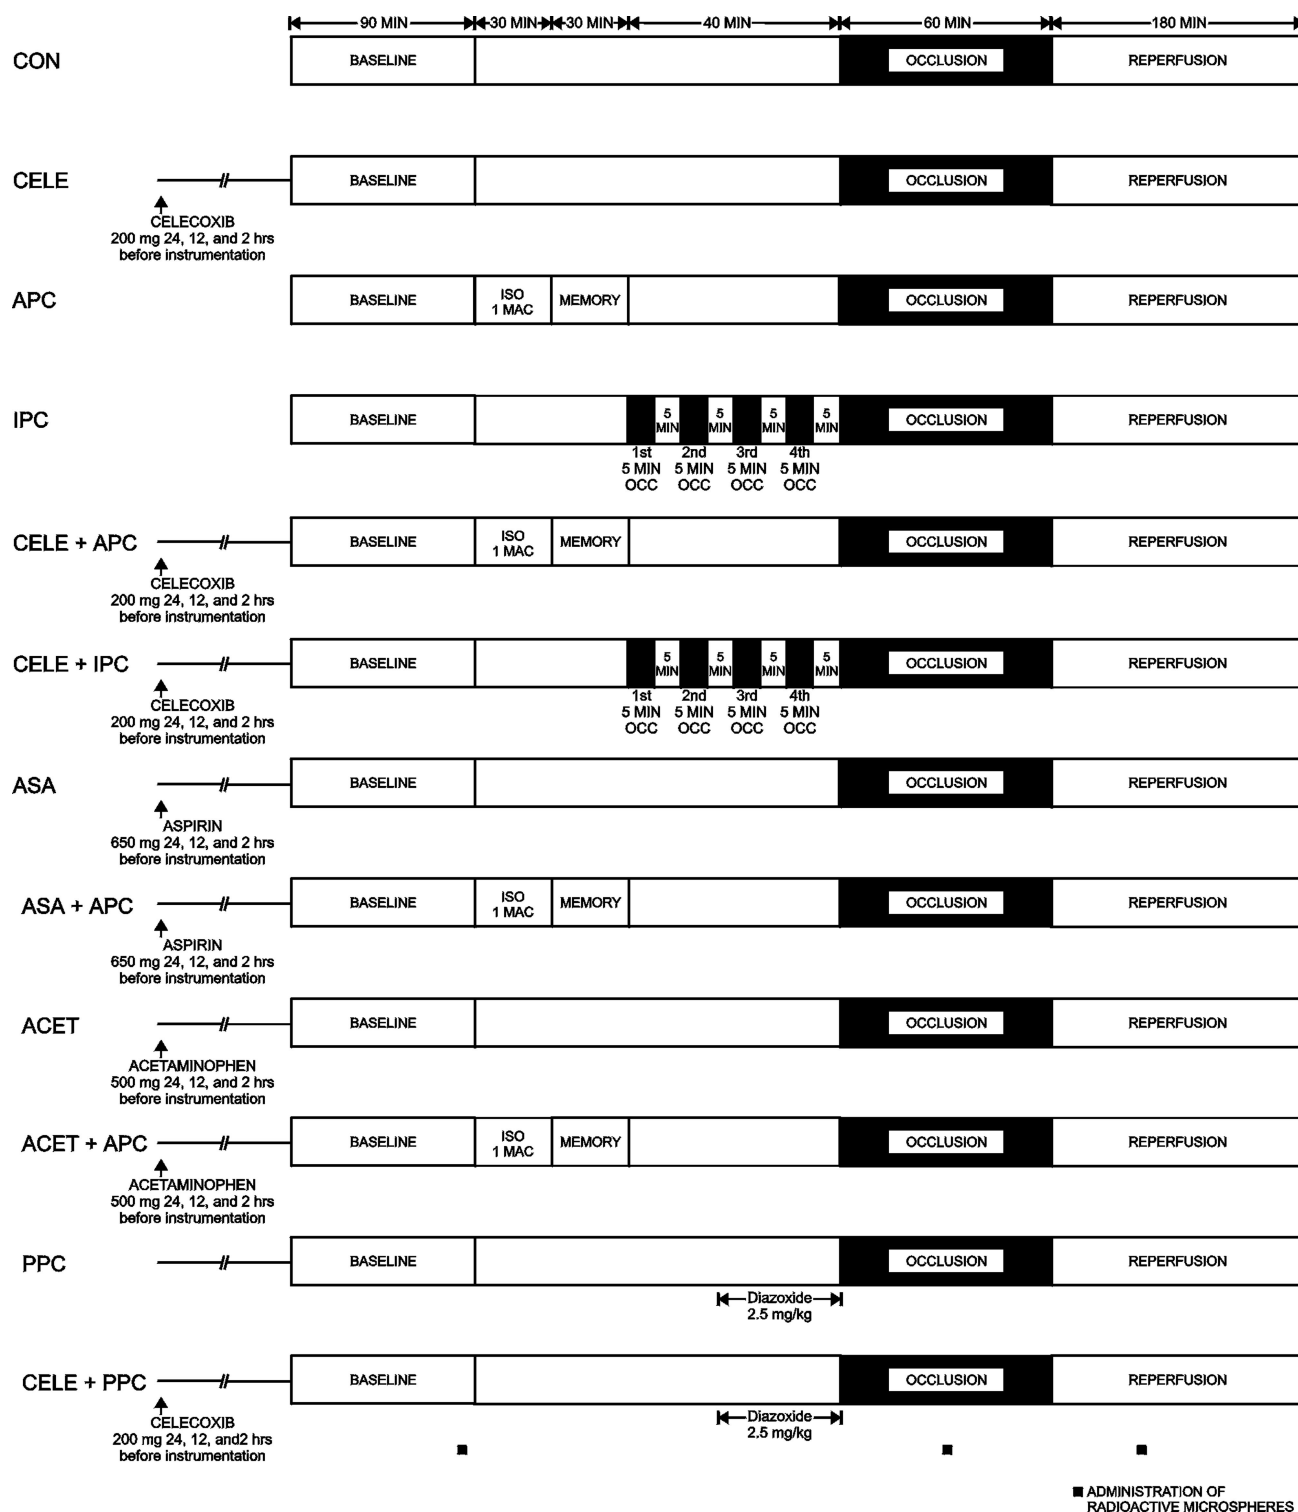 90 MIN 30 MIN 30 MIN 40 MIN 60 MIN 180 MIN
CON BASELINE OCCLUSION REPERFUSION
CELE BASELINE OCCLUSION REPERFUSION
CELECOXIB
200 mg 24, 12, and 2 hrs
before instrumentation
APC BASELINE ISO MEMORY OCCLUSION REPERFUSION
1 MAC
IPC BASELINE 5 5 5 5 OCCLUSION REPERFUSION
MIN MIN MIN MIN
1st 2nd 3rd 4th
5 MIN 5 MIN 5 MIN 5 MIN
OCC OCC OCC OCC
CELE + APC BASELINE ISO MEMORY OCCLUSION REPERFUSION
1 MAC
CELECOXIB
200 mg 24, 12, and 2 hrs
before instrumentation
CELE + IPC BASELINE 5 5 5 5 OCCLUSION REPERFUSION
MIN MIN MIN MIN
CELECOXIB 1st 2nd 3rd 4th
200 mg 24, 12, and 2 hrs 5 MIN 5 MIN 5 MIN 5 MIN
before instrumentation OCC OCC OCC OCC
ASA BASELINE OCCLUSION REPERFUSION
ASPIRIN
650 mg 24, 12, and 2 hrs
before instrumentation
ASA + APC BASELINE ISO MEMORY OCCLUSION REPERFUSION
1 MAC
ASPIRIN
650 mg 24, 12, and 2 hrs
before instrumentation
ACET BASELINE OCCLUSION REPERFUSION
ACETAMINOPHEN
500 mg 24, 12, and 2 hrs
before instrumentation
ACET + APC BASELINE ISO MEMORY OCCLUSION REPERFUSION
1 MAC
ACETAMINOPHEN
500 mg 24, 12, and 2 hrs
before instrumentation
PPC BASELINE OCCLUSION REPERFUSION
Diazoxide
2.5 mg/kg
CELE + PPC BASELINE OCCLUSION REPERFUSION
CELECOXIB Diazoxide
200 mg 24, 12, and2 hrs 2.5 mg/kg
before instrumentation
ADMINISTRATION OF
RADIOACTIVE MICROSPHERES